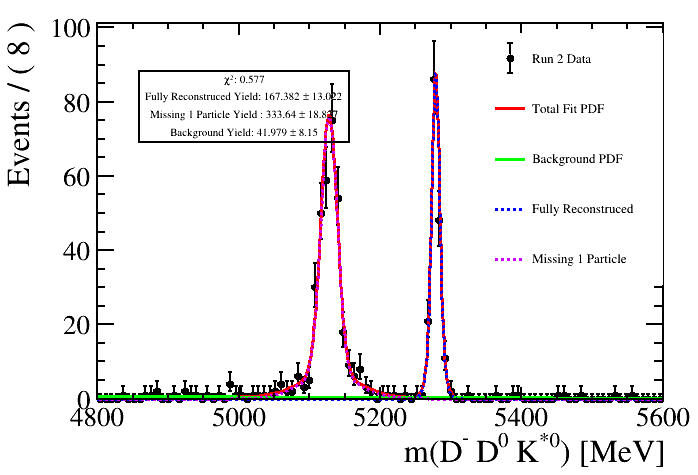 100
80
60
40
20
0
Events / ( 8 )
χ²: 0.577
Fully Reconstruced Yield: 167.382 ± 13.022
Missing 1 Particle Yield : 333.64 ± 18.827
Background Yield: 41.979 ± 8.15
Run 2 Data
Total Fit PDF
Background PDF
Fully Reconstruced
Missing 1 Particle
4800 5000 5200 5400 5600
m(D⁻ D⁰ K*⁰) [MeV]